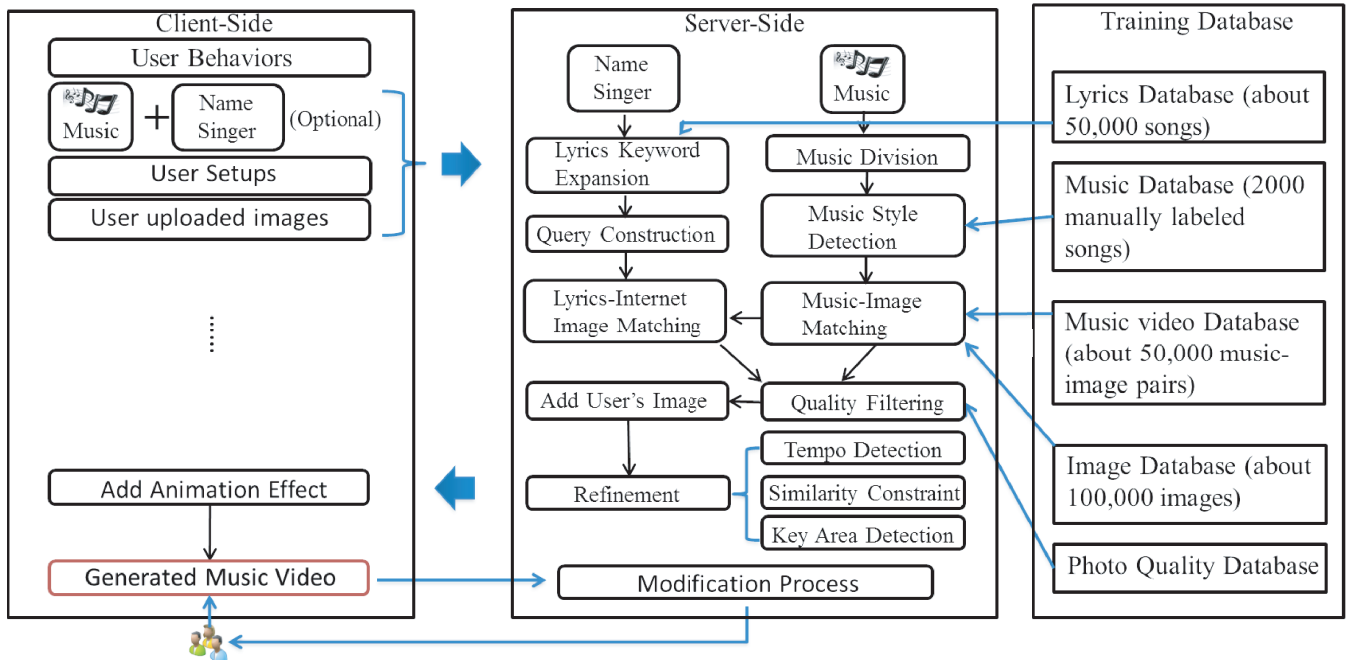 Client-Side
User Behaviors
Music
+
Name
Singer
(Optional)
User Setups
User uploaded images
......
Add Animation Effect
Generated Music Video
Server-Side
Name
Singer
Music
Lyrics Keyword
Expansion
Music Division
Query Construction
Music Style
Detection
Lyrics-Internet
Image Matching
Music-Image
Matching
Add User's Image
Quality Filtering
Refinement
Tempo Detection
Similarity Constraint
Key Area Detection
Modification Process
Training Database
Lyrics Database (about
50,000 songs)
Music Database (2000
manually labeled
songs)
Music video Database
(about 50,000 music-
image pairs)
Image Database (about
100,000 images)
Photo Quality Database